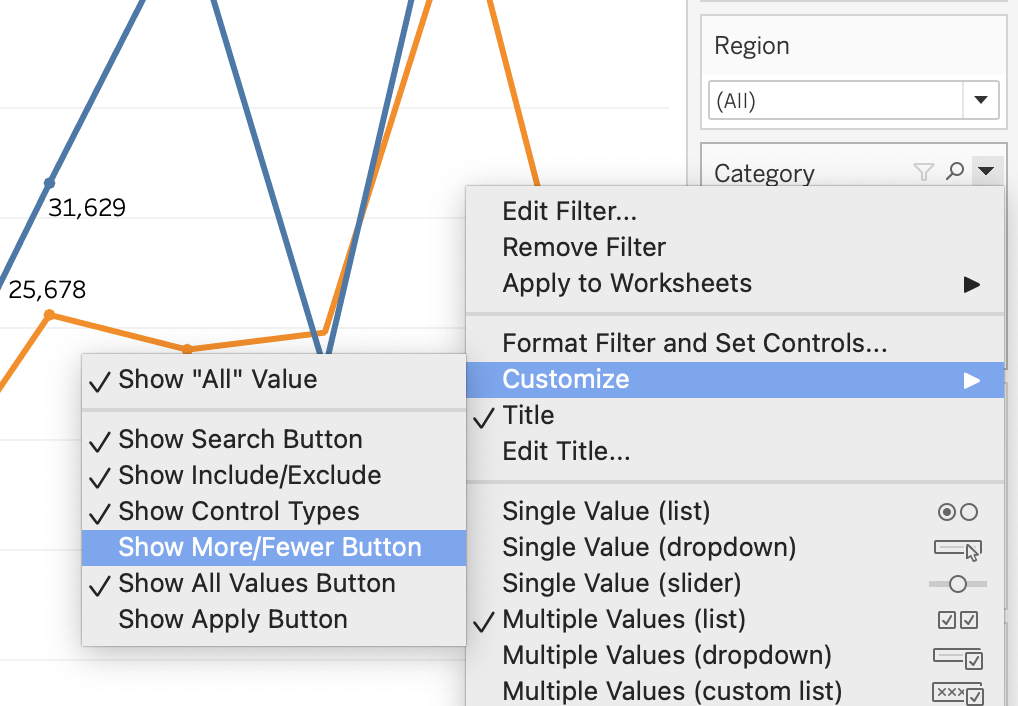 Region
(All)
Category
31,629
25,678
Edit Filter...
Remove Filter
Apply to Worksheets
Format Filter and Set Controls...
Customize
Title
Edit Title...
Single Value (list)
Single Value (dropdown)
Single Value (slider)
Multiple Values (list)
Multiple Values (dropdown)
Multiple Values (custom list)
Show "All" Value
Show Search Button
Show Include/Exclude
Show Control Types
Show More/Fewer Button
Show All Values Button
Show Apply Button